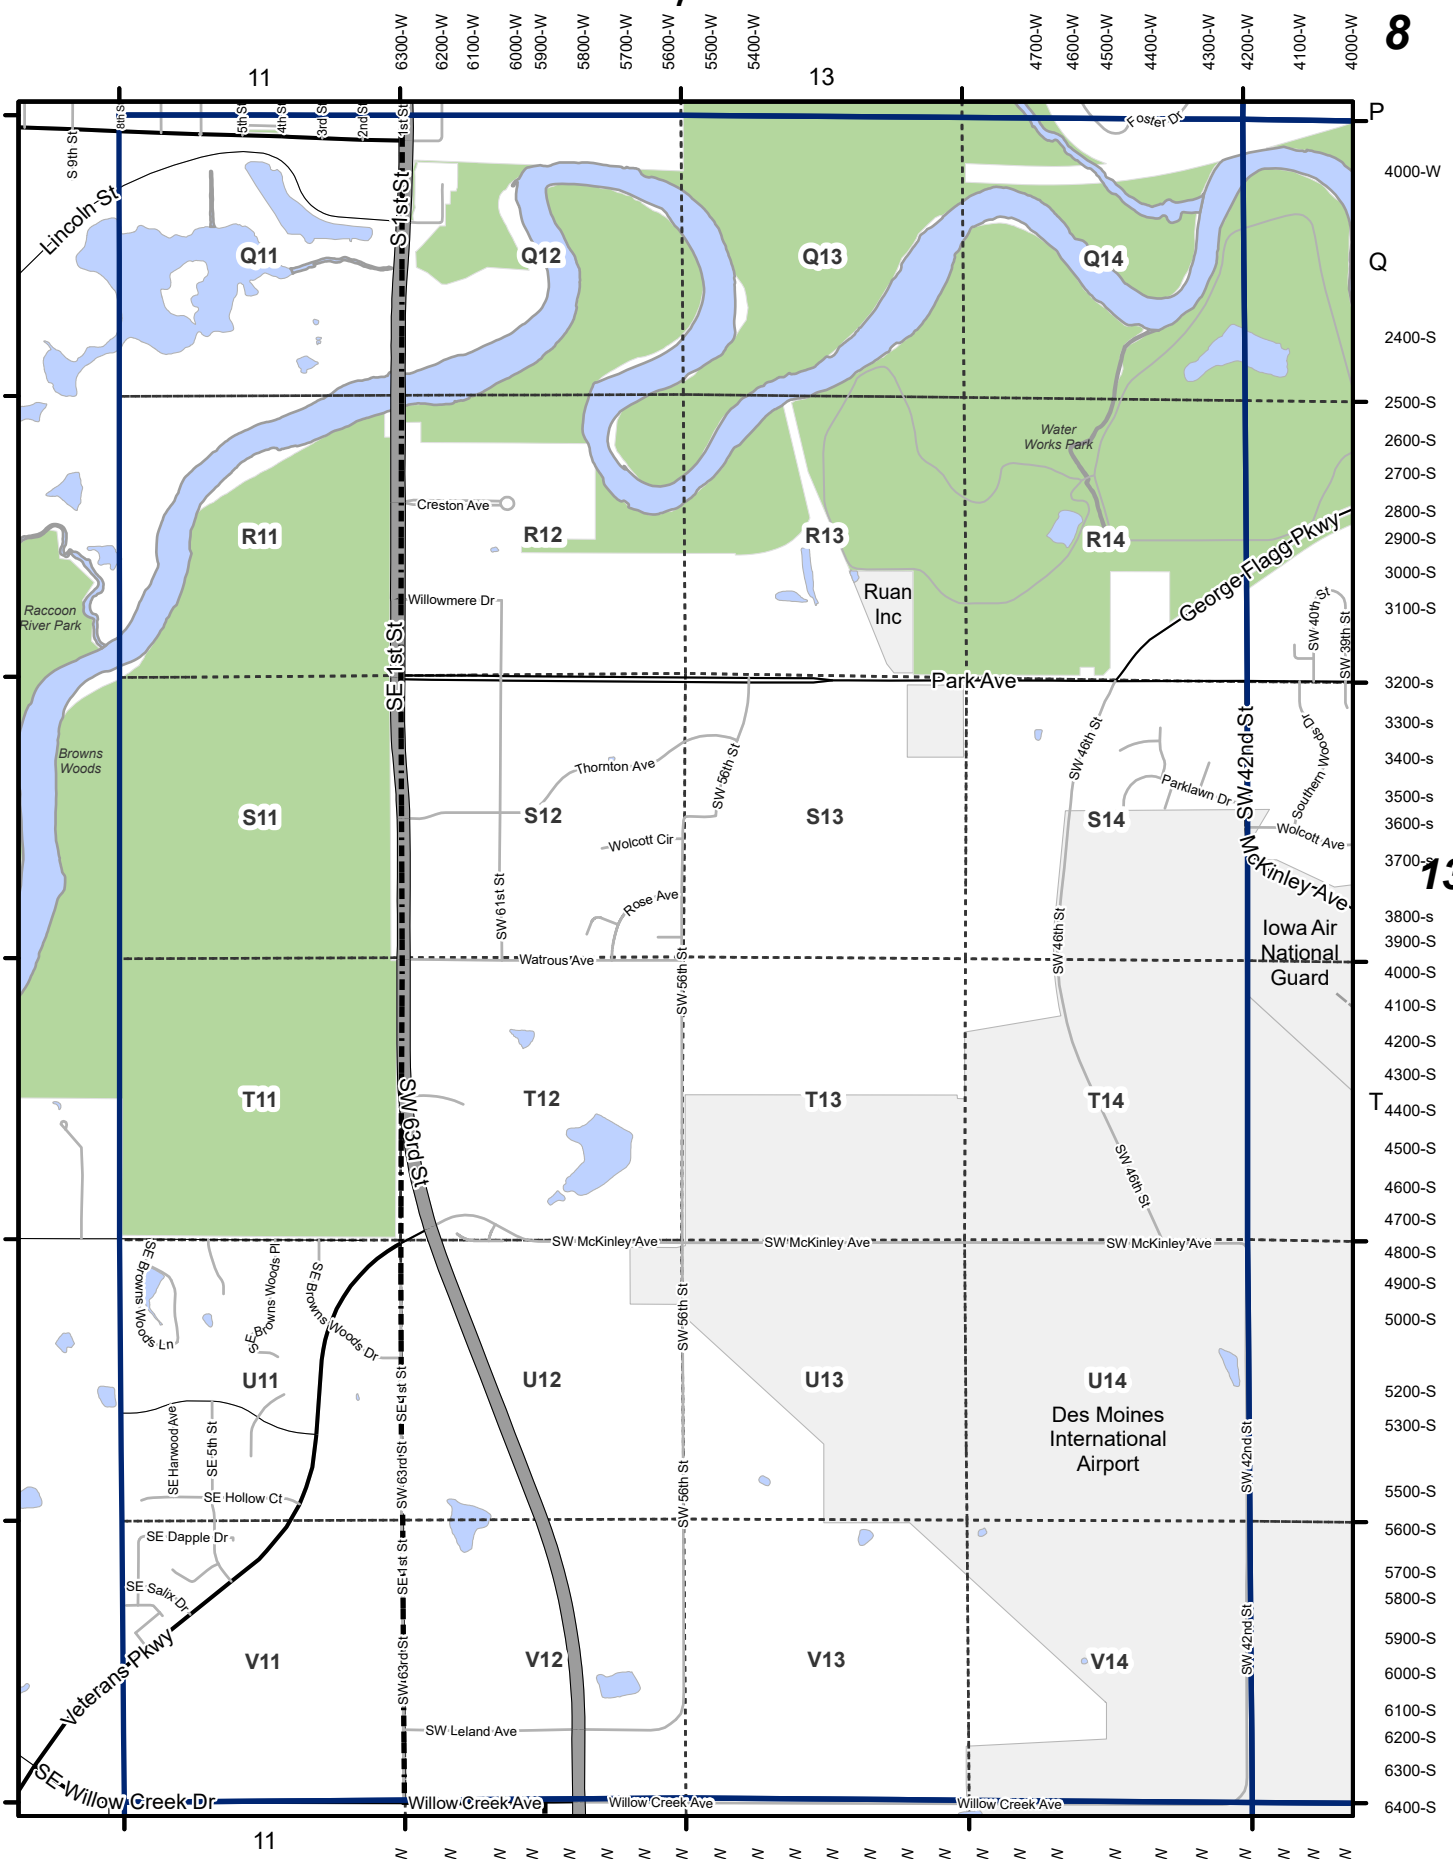 6300-W
6200-W
6100-W
6000-W
5900-W
5800-W
5700-W
5600-W
5500-W
5400-W
4700-W
4600-W
4500-W
4400-W
4300-W
4200-W
4100-W
4000-W
8
11
13
P
8th S
5th St
4th St
3rd St
2nd St
1st St
Foster Dr
S 9th St
4000-W
Lincoln St
S 1st St
Q11
Q12
Q13
Q14
Q
2400-S
2500-S
Water
Works Park
2600-S
2700-S
Creston Ave
2800-S
R11
R12
R13
R14
2900-S
George Flagg Pkwy
3000-S
Ruan
Inc
Willowmere Dr
Raccoon
River Park
3100-S
SW 40th St
SW 39th St
SE 1st St
Park Ave
3200-s
3300-s
SW 42nd St
SW 46th St
Southern Woods Dr
Browns
Woods
Thornton Ave
SW 56th St
3400-s
Parklawn Dr
3500-s
S11
S12
S13
S14
3600-s
Wolcott Cir
Wolcott Ave
McKinley Ave
3700-s
13
SW 61st St
Rose Ave
3800-s
SW 46th St
Iowa Air
National
Guard
3900-S
Watrous Ave
SW 56th St
4000-S
4100-S
4200-S
4300-S
T11
T12
T13
T14
T
4400-S
SW 63rd St
4500-S
SW 46th St
4600-S
4700-S
SW McKinley Ave
SW McKinley Ave
SW McKinley Ave
4800-S
SE Browns Woods Ln
SE Browns Woods Pl
SE Browns Woods Dr
4900-S
SW 56th St
5000-S
U11
U12
U13
U14
5200-S
SE 1st St
Des Moines
International
Airport
5300-S
SE Harwood Ave
SE 5th St
SW 63rd St
SW 56th St
SW 42nd St
SE Hollow Ct
5500-S
SE Dapple Dr
5600-S
SE 1st St
5700-S
SE Salix Dr
5800-S
SW 42nd St
Veterans Pkwy
5900-S
V11
V12
V13
V14
SW 63rd St
6000-S
6100-S
SW Leland Ave
6200-S
6300-S
SE Willow Creek Dr
Willow Creek Ave
Willow Creek Ave
Willow Creek Ave
6400-S
11